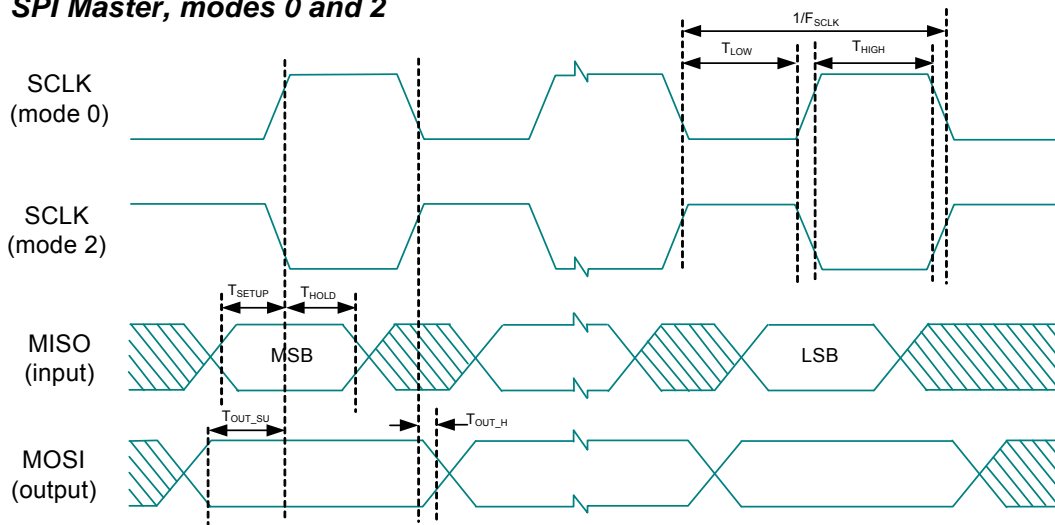 SPI Master, modes 0 and 2
1/FSCLK
TLOW
THIGH
SCLK
(mode 0)
SCLK
(mode 2)
TSETUP
THOLD
MISO
(input)
MSB
LSB
TOUT_SU
TOUT_H
MOSI
(output)